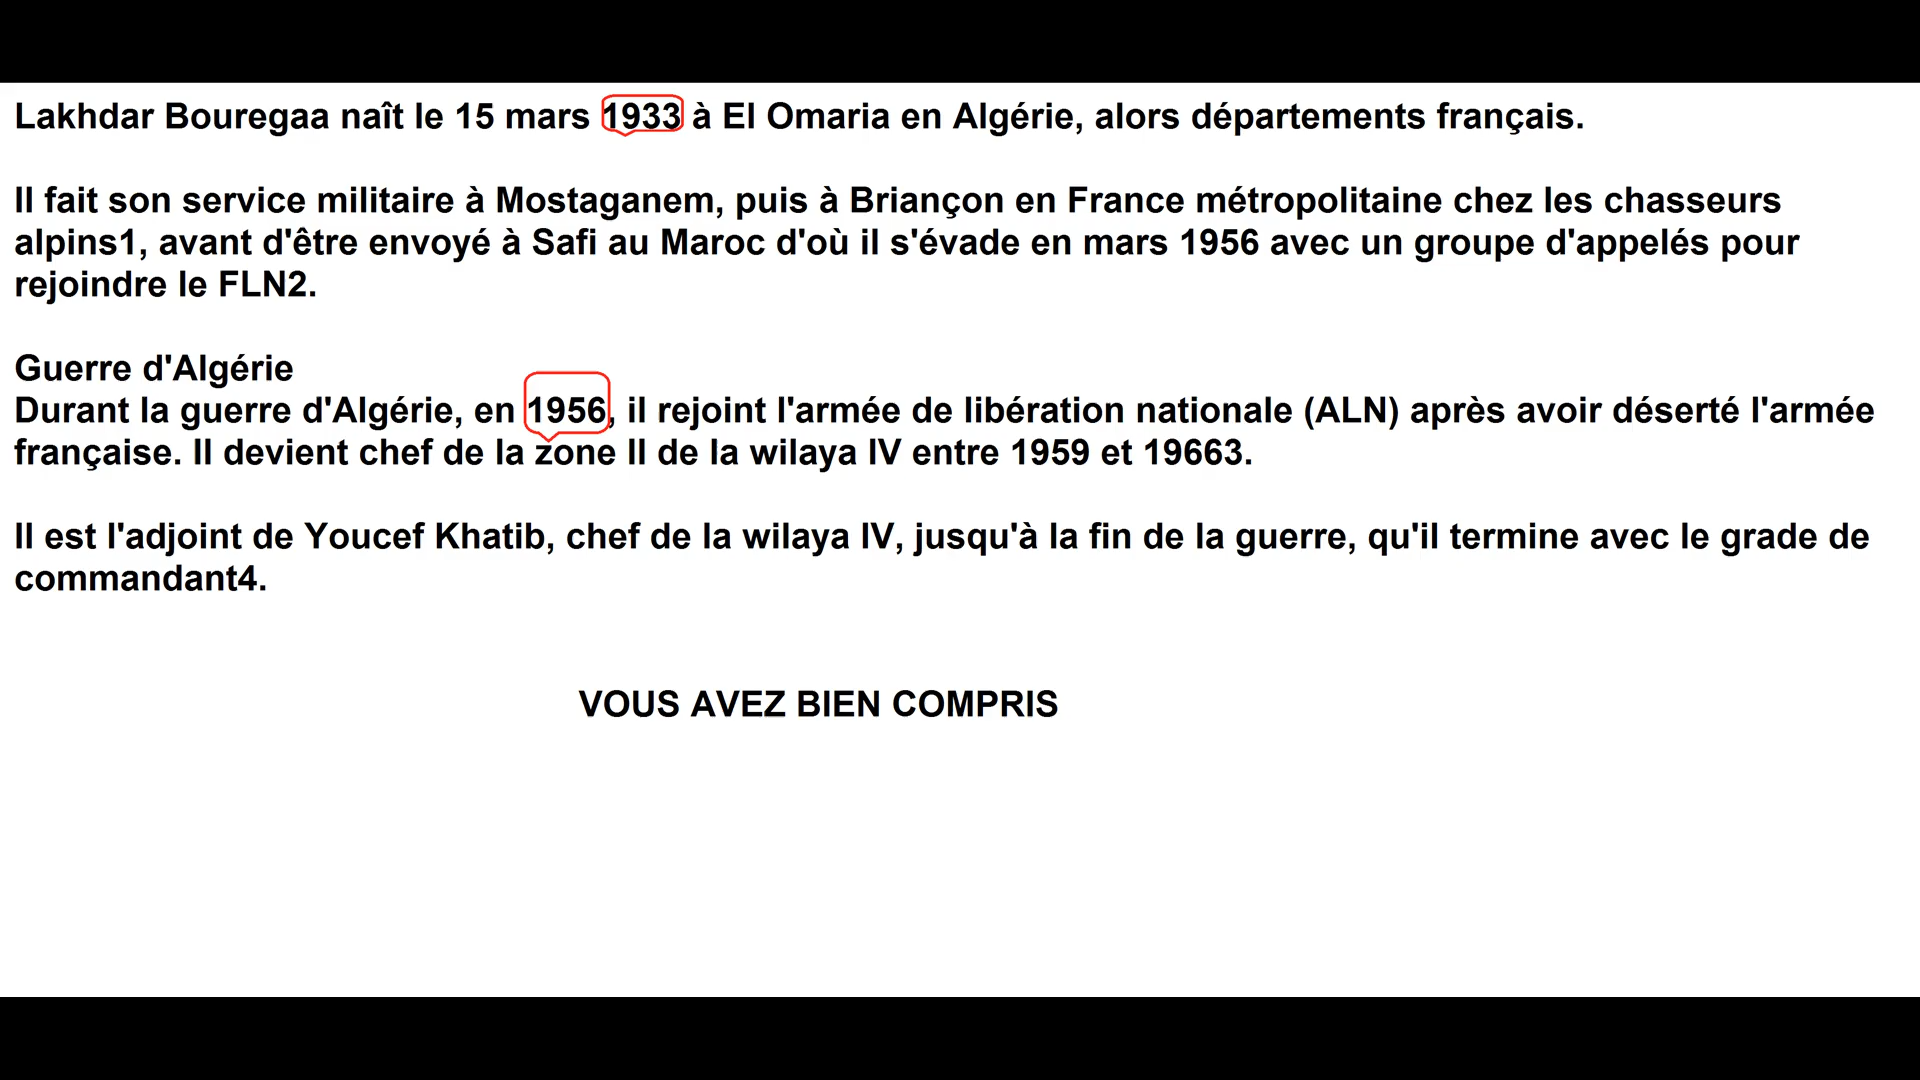 Lakhdar Bouregaa naît le 15 mars 1933 à El Omaria en Algérie, alors départements français.
Il fait son service militaire à Mostaganem, puis à Briançon en France métropolitaine chez les chasseurs
alpins1, avant d'être envoyé à Safi au Maroc d'où il s'évade en mars 1956 avec un groupe d'appelés pour
rejoindre le FLN2.
Guerre d'Algérie
Durant la guerre d'Algérie, en 1956, il rejoint l'armée de libération nationale (ALN) après avoir déserté l'armée
française. Il devient chef de la zone II de la wilaya IV entre 1959 et 19663.
Il est l'adjoint de Youcef Khatib, chef de la wilaya IV, jusqu'à la fin de la guerre, qu'il termine avec le grade de
commandant4.
VOUS AVEZ BIEN COMPRIS